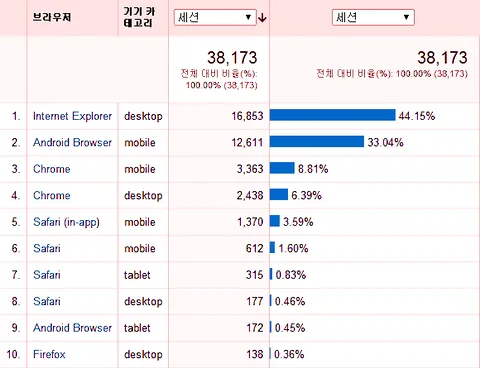 브라우저 기기 카테고리 세션 세션
38,173 38,173
전체 대비 비율(%): 전체 대비 비율(%): 100.00% (38,173)
100.00% (38,173)
1. Internet Explorer desktop 16,853 44.15%
2. Android Browser mobile 12,611 33.04%
3. Chrome mobile 3,363 8.81%
4. Chrome desktop 2,438 6.39%
5. Safari (in-app) mobile 1,370 3.59%
6. Safari mobile 612 1.60%
7. Safari tablet 315 0.83%
8. Safari desktop 177 0.46%
9. Android Browser tablet 172 0.45%
10. Firefox desktop 138 0.36%